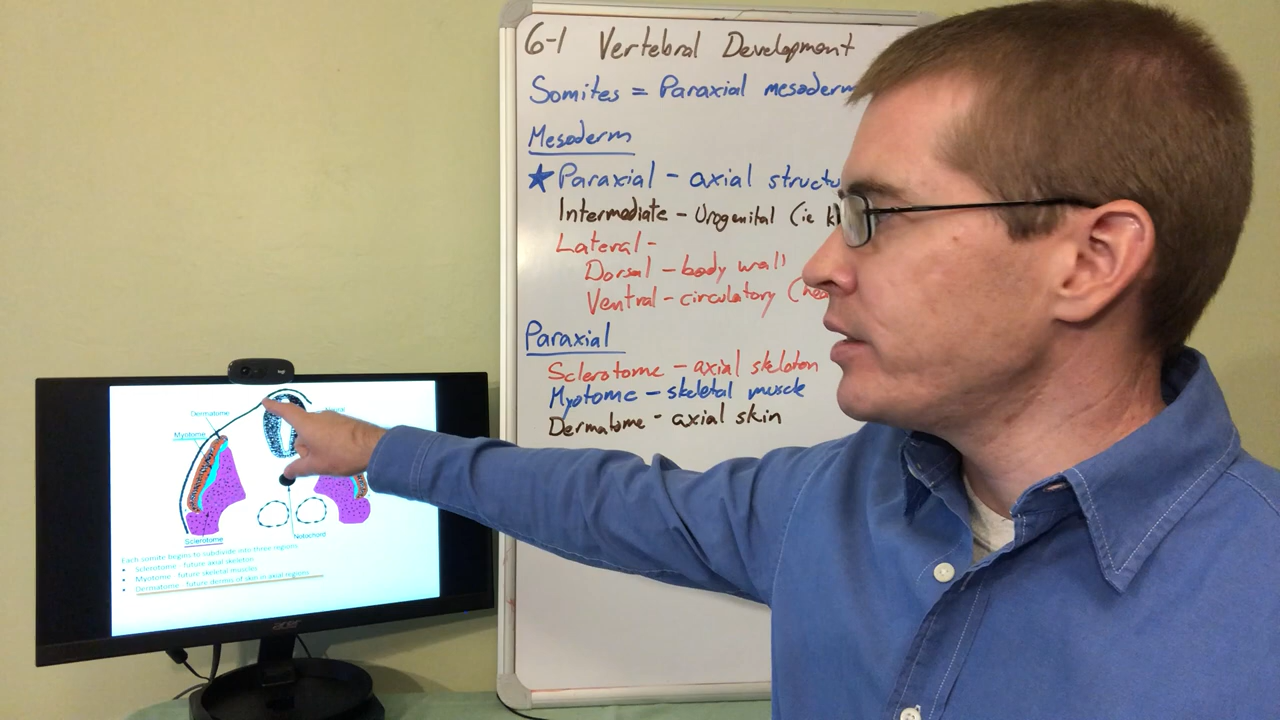 6-1 Vertebral Development
Somites = Paraxial mesoderm
Mesoderm
★ Paraxial - axial structu
Intermediate - Urogenital (ie
Lateral -
Dorsal - body wall
Ventral - circulatory (hea
Paraxial
Sclerotome - axial skeleton
Myotome - skeletal muscle
Dermatome - axial skin
Dermatome
Myotome
Sclerotome
Notochord
Each somite begins to subdivide into three regions
• Sclerotome: future axial skeleton
• Myotome: future skeletal muscles
• Dermatome: future dermis of skin in axial regions
acer